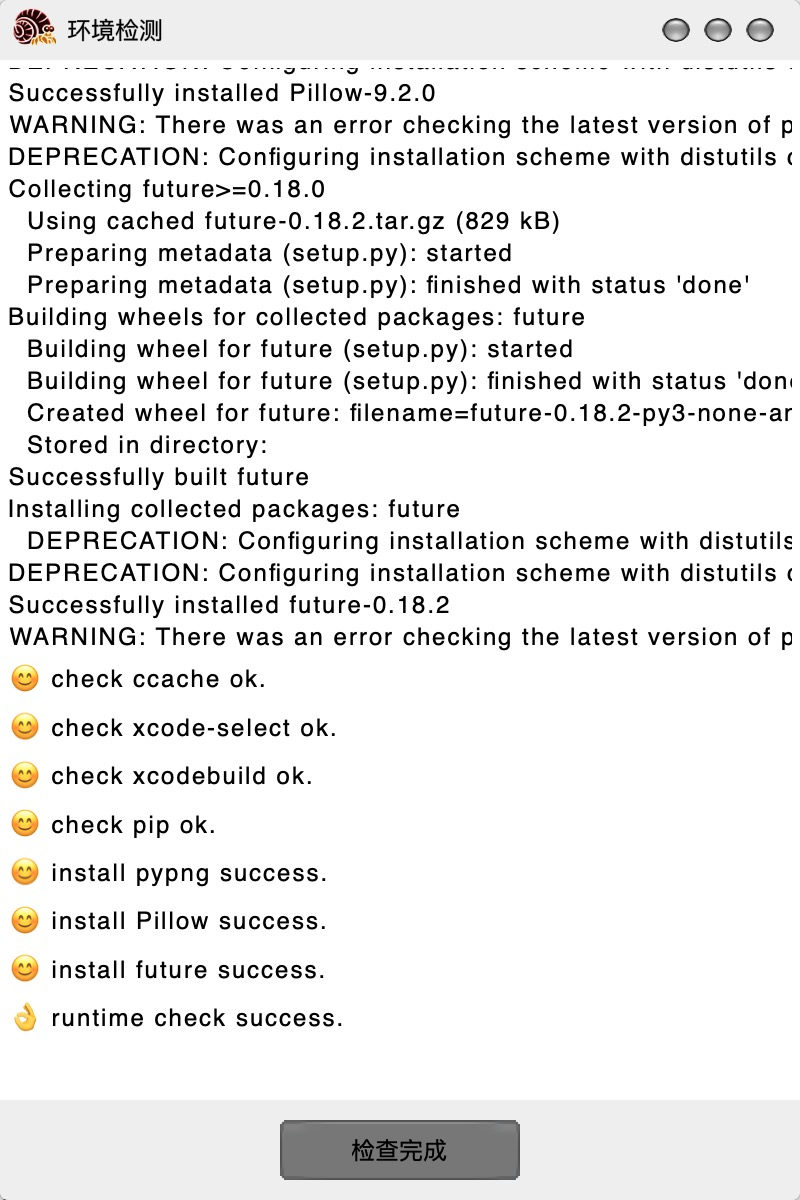 环境检测
Successfully installed Pillow-9.2.0
WARNING: There was an error checking the latest version of p
DEPRECATION: Configuring installation scheme with distutils c
Collecting future>=0.18.0
Using cached future-0.18.2.tar.gz (829 kB)
Preparing metadata (setup.py): started
Preparing metadata (setup.py): finished with status 'done'
Building wheels for collected packages: future
Building wheel for future (setup.py): started
Building wheel for future (setup.py): finished with status 'done
Created wheel for future: filename=future-0.18.2-py3-none-an
Stored in directory:
Successfully built future
Installing collected packages: future
DEPRECATION: Configuring installation scheme with distutils
DEPRECATION: Configuring installation scheme with distutils c
Successfully installed future-0.18.2
WARNING: There was an error checking the latest version of p
😊 check ccache ok.
😊 check xcode-select ok.
😊 check xcodebuild ok.
😊 check pip ok.
😊 install pypng success.
😊 install Pillow success.
😊 install future success.
👌 runtime check success.
检查完成